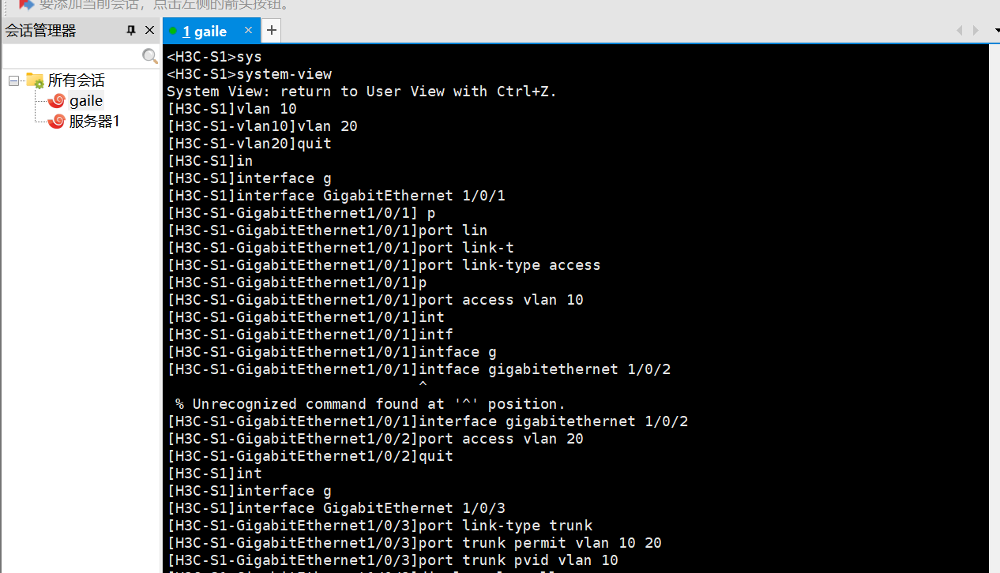 要添加当前会话，点击左侧的箭头按钮。
会话管理器
1 gaile
所有会话
gaile
服务器1
<H3C-S1>sys
<H3C-S1>system-view
System View: return to User View with Ctrl+Z.
[H3C-S1]vlan 10
[H3C-S1-vlan10]vlan 20
[H3C-S1-vlan20]quit
[H3C-S1]in
[H3C-S1]interface g
[H3C-S1]interface GigabitEthernet 1/0/1
[H3C-S1-GigabitEthernet1/0/1] p
[H3C-S1-GigabitEthernet1/0/1]port lin
[H3C-S1-GigabitEthernet1/0/1]port link-t
[H3C-S1-GigabitEthernet1/0/1]port link-type access
[H3C-S1-GigabitEthernet1/0/1]p
[H3C-S1-GigabitEthernet1/0/1]port access vlan 10
[H3C-S1-GigabitEthernet1/0/1]int
[H3C-S1-GigabitEthernet1/0/1]intf
[H3C-S1-GigabitEthernet1/0/1]intface g
[H3C-S1-GigabitEthernet1/0/1]intface gigabitethernet 1/0/2
^
% Unrecognized command found at '^' position.
[H3C-S1-GigabitEthernet1/0/1]interface gigabitethernet 1/0/2
[H3C-S1-GigabitEthernet1/0/2]port access vlan 20
[H3C-S1-GigabitEthernet1/0/2]quit
[H3C-S1]int
[H3C-S1]interface g
[H3C-S1]interface GigabitEthernet 1/0/3
[H3C-S1-GigabitEthernet1/0/3]port link-type trunk
[H3C-S1-GigabitEthernet1/0/3]port trunk permit vlan 10 20
[H3C-S1-GigabitEthernet1/0/3]port trunk pvid vlan 10